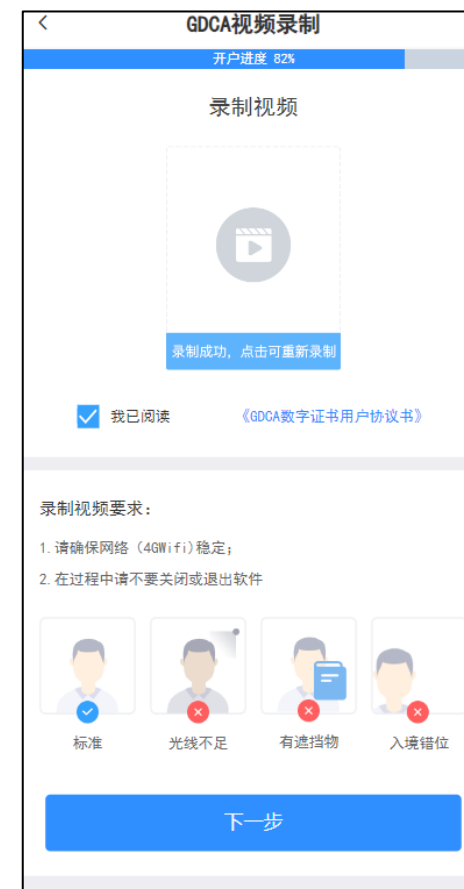 GDCA视频录制
开户进度 82%
录制视频
录制成功, 点击可重新录制
我已阅读 《GDCA数字证书用户协议书》
录制视频要求:
1. 请确保网络 (4GWifi)稳定;
2. 在过程中请不要关闭或退出软件
标准 光线不足 有遮挡物 入境错位
下一步